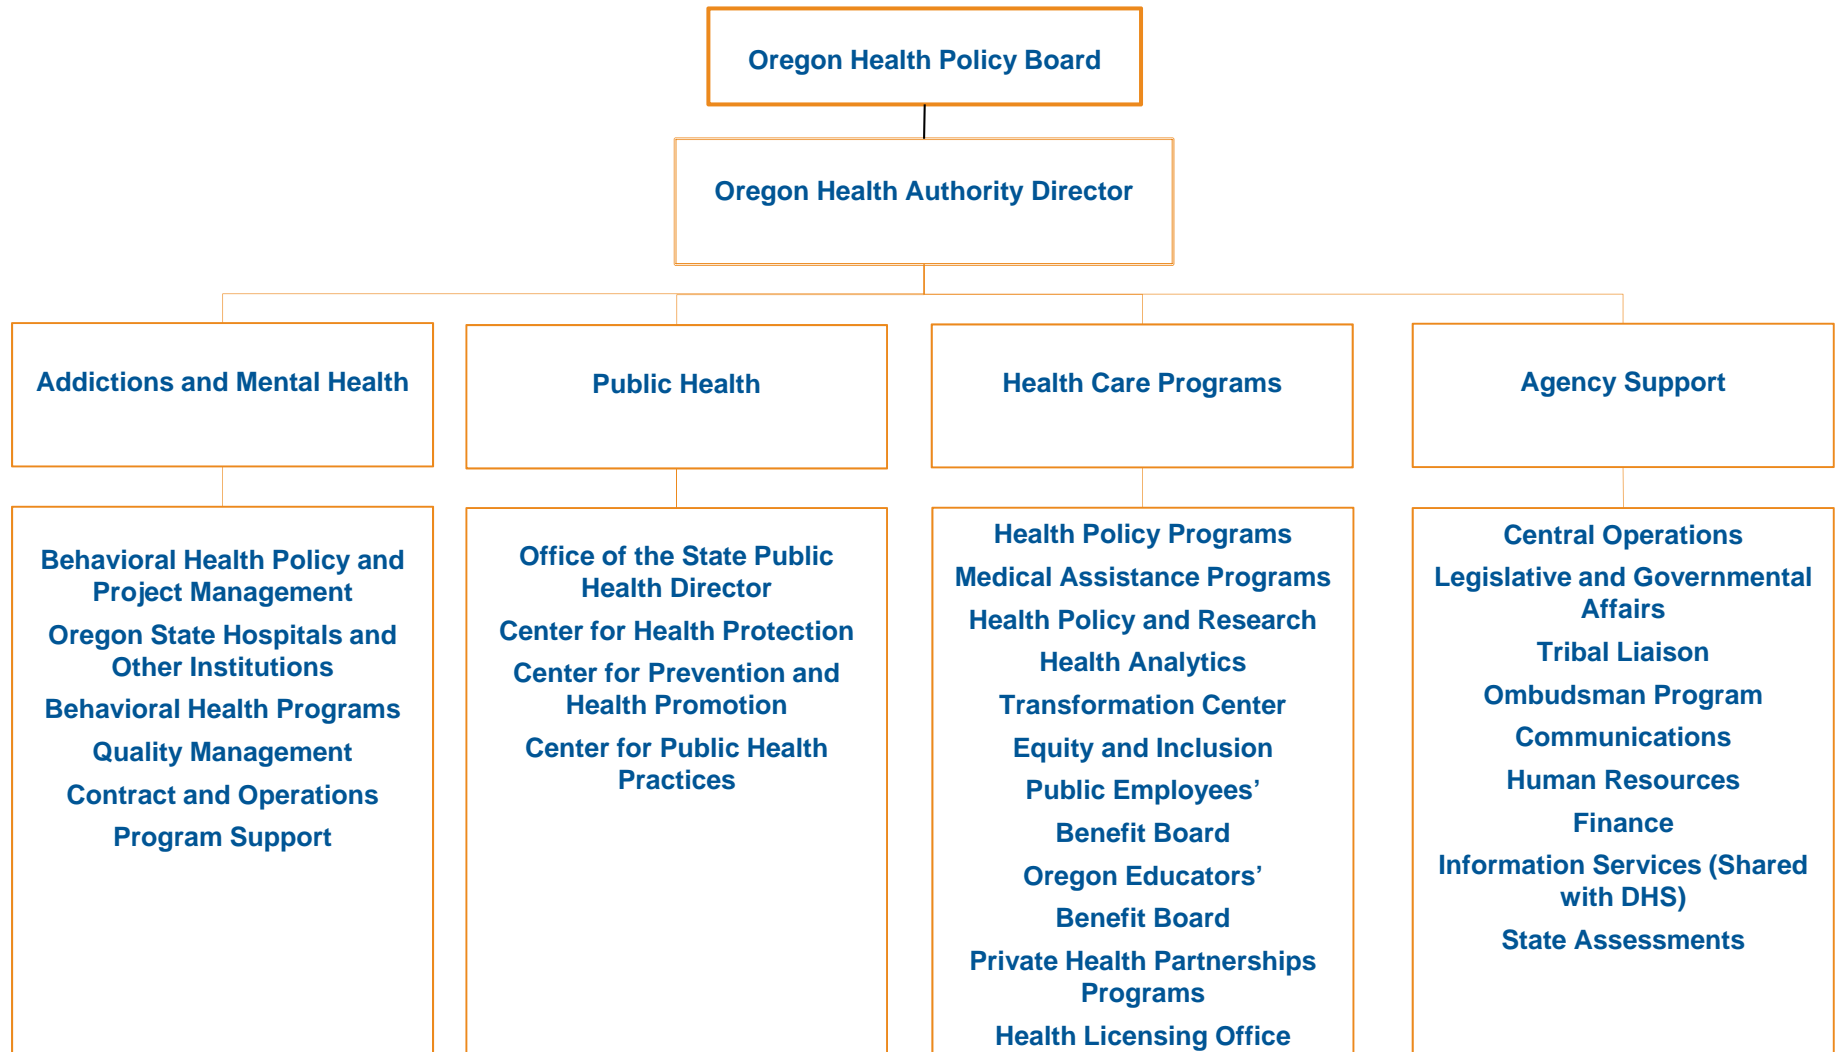 Oregon Health Policy Board
Oregon Health Authority Director
Addictions and Mental Health
Public Health
Health Care Programs
Agency Support
Behavioral Health Policy and
Project Management
Oregon State Hospitals and
Other Institutions
Behavioral Health Programs
Quality Management
Contract and Operations
Program Support
Office of the State Public
Health Director
Center for Health Protection
Center for Prevention and
Health Promotion
Center for Public Health
Practices
Health Policy Programs
Medical Assistance Programs
Health Policy and Research
Health Analytics
Transformation Center
Equity and Inclusion
Public Employees’
Benefit Board
Oregon Educators’
Benefit Board
Private Health Partnerships
Programs
Health Licensing Office
Central Operations
Legislative and Governmental
Affairs
Tribal Liaison
Ombudsman Program
Communications
Human Resources
Finance
Information Services (Shared
with DHS)
State Assessments